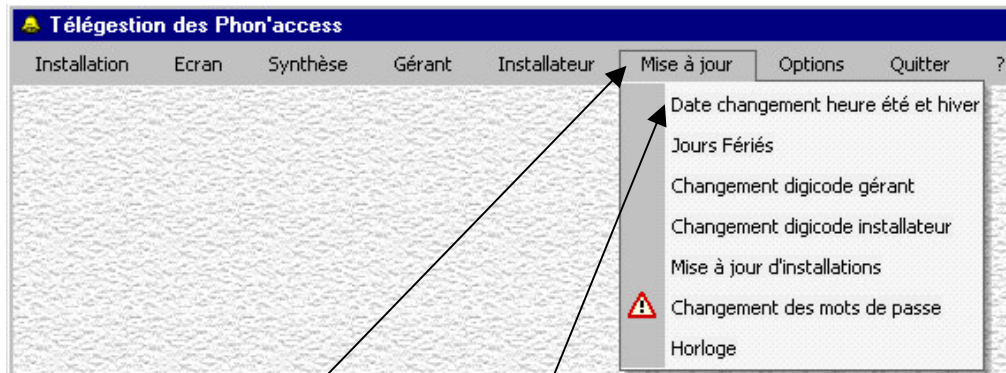 Télégestion des Phon'access
Installation Ecran Synthèse Gérant Installateur Mise à jour Options Quitter ?
Date changement heure été et hiver
Jours Fériés
Changement digicode gérant
Changement digicode installateur
Mise à jour d'installations
Changement des mots de passe
Horloge